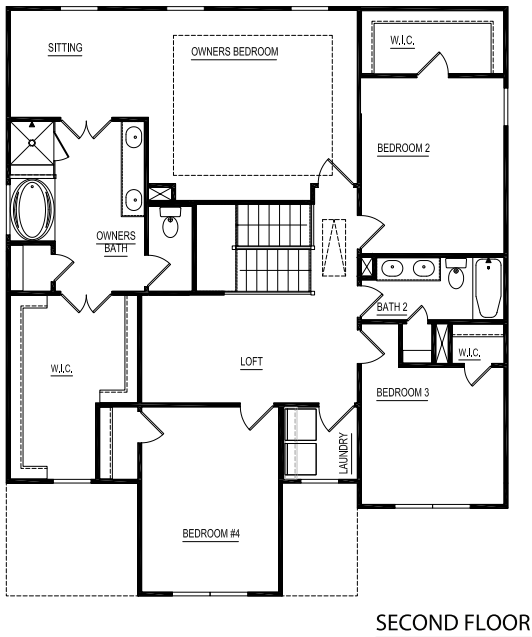 SITTING
OWNERS BEDROOM
W.I.C.
BEDROOM 2
OWNERS
BATH
BATH 2
LOFT
W.I.C.
W.I.C.
BEDROOM 3
LAUNDRY
BEDROOM #4
SECOND FLOOR